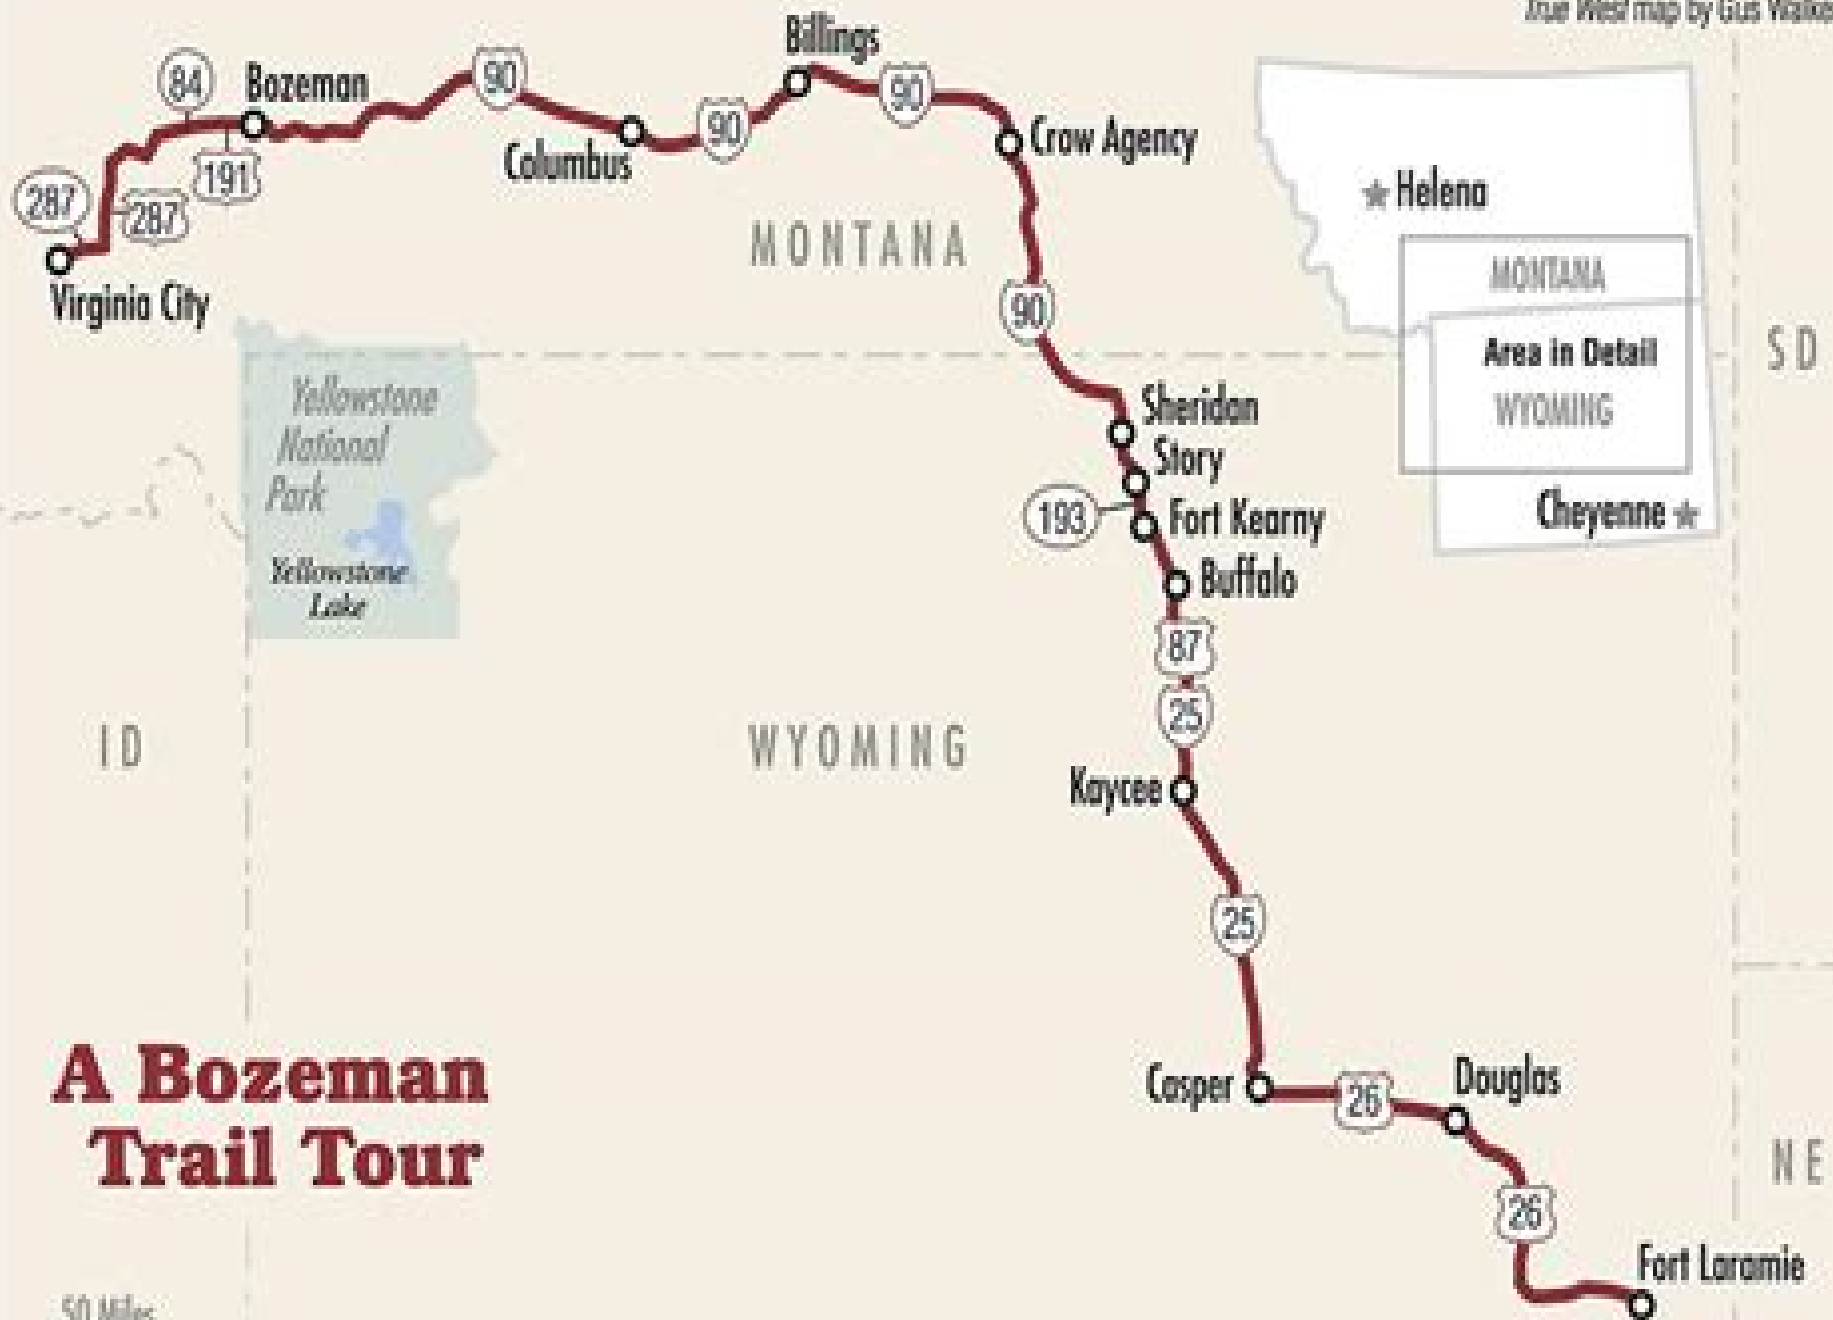 True West map by Gus Walker
Billings
84
Bozeman
90
90
Columbus
90
Crow Agency
191
287
287
Virginia City
MONTANA
Helena
MONTANA
Area in Detail
WYOMING
Cheyenne
SD
90
Yellowstone
National
Park
Yellowstone
Lake
Sheridan
Story
193
Fort Kearny
Buffalo
87
25
ID
WYOMING
Kaycee
25
A Bozeman
Trail Tour
Casper
26
Douglas
NE
26
Fort Laramie
50 Miles